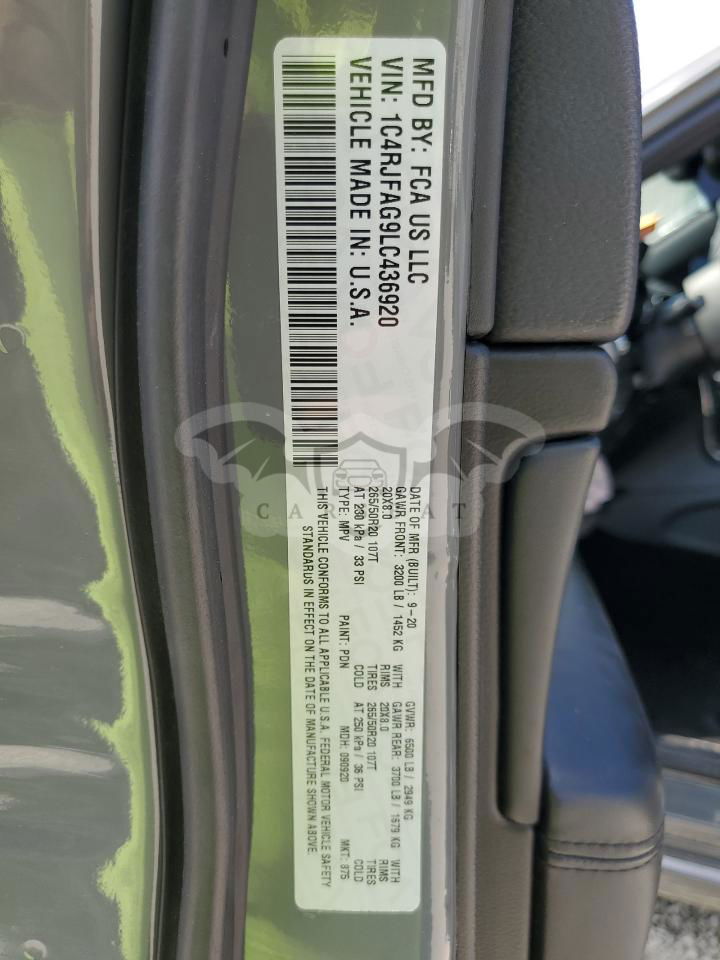 MFD BY: FCA US LLC
VIN: 1C4RJFAG9LC436920
VEHICLE MADE IN: U.S.A.
DATE OF MFR (BUILT): 9-20 GVWR: 6500 LB / 2949 KG
GAWR FRONT: 3200 LB / 1452 KG WITH GAWR REAR: 3700 LB / 1679 KG WITH
20X8.0 RIMS 20X8.0 RIMS
265/50R20 107T TIRES 265/50R20 107T TIRES
AT 230 kPa / 33 PSI COLD AT 250 kPa / 36 PSI COLD
TYPE: MPV PAINT: PDN MDH: 090920 MKT: 875
THIS VEHICLE CONFORMS TO ALL APPLICABLE U.S.A. FEDERAL MOTOR VEHICLE SAFETY
STANDARDS IN EFFECT ON THE DATE OF MANUFACTURE SHOWN ABOVE.